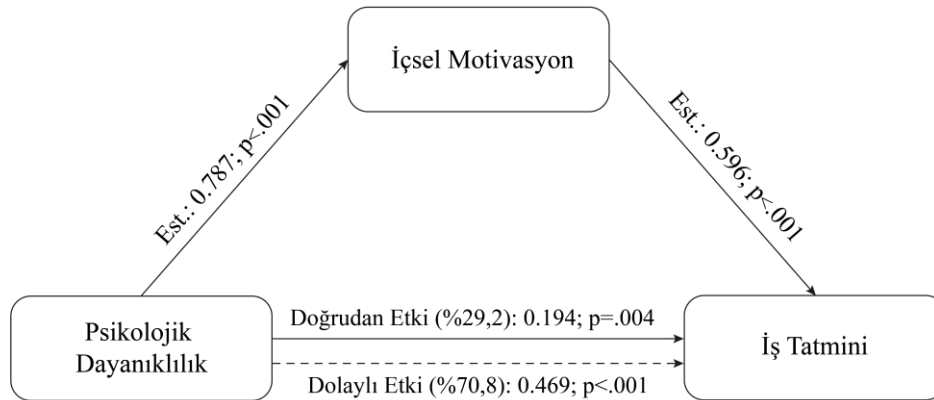 İçsel Motivasyon
Est.: 0.787; p<.001
Est.: 0.596; p<.001
Psikolojik
Dayanıklılık
Doğrudan Etki (%29,2): 0.194; p=.004
Dolaylı Etki (%70,8): 0.469; p<.001
İş Tatmini